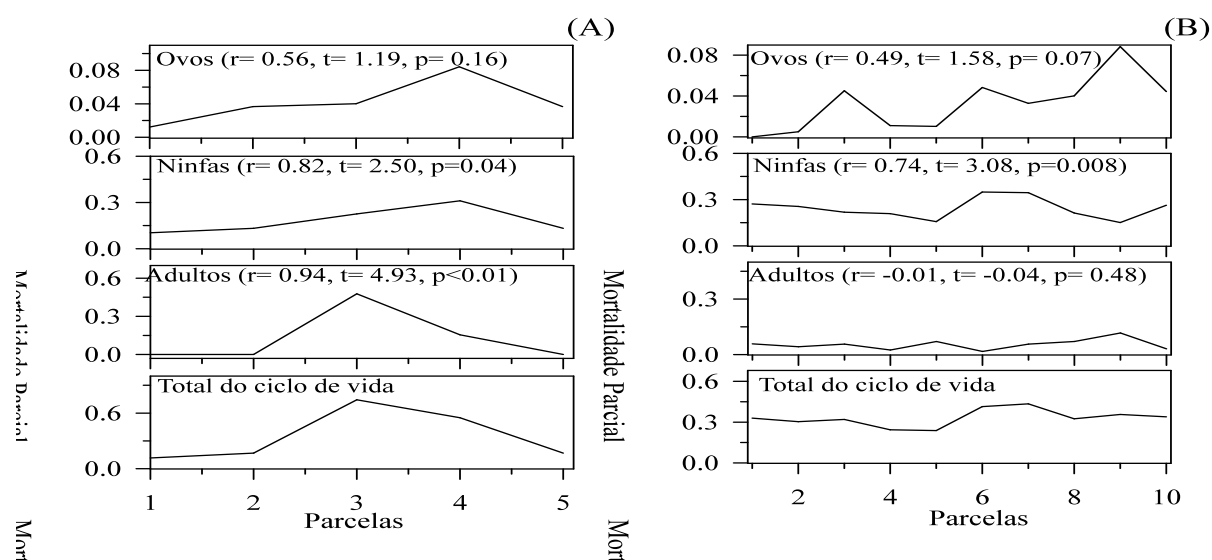 (A)
Ovos (r= 0.56, t= 1.19, p= 0.16)
0.08
0.04
0.00
Ninfas (r= 0.82, t= 2.50, p=0.04)
0.6
0.3
0.0
Adultos (r= 0.94, t= 4.93, p<0.01)
0.6
0.3
0.0
Total do ciclo de vida
0.6
0.0
1 2 3 4 5
Parcelas
Mortalidade Parcial
Mort
(B)
Ovos (r= 0.49, t= 1.58, p= 0.07)
0.08
0.04
0.00
Ninfas (r= 0.74, t= 3.08, p=0.008)
0.6
0.3
0.0
Adultos (r= -0.01, t= -0.04, p= 0.48)
0.3
0.0
Total do ciclo de vida
0.6
0.3
0.0
2 4 6 8 10
Parcelas
Mortalidade Parcial
Mort